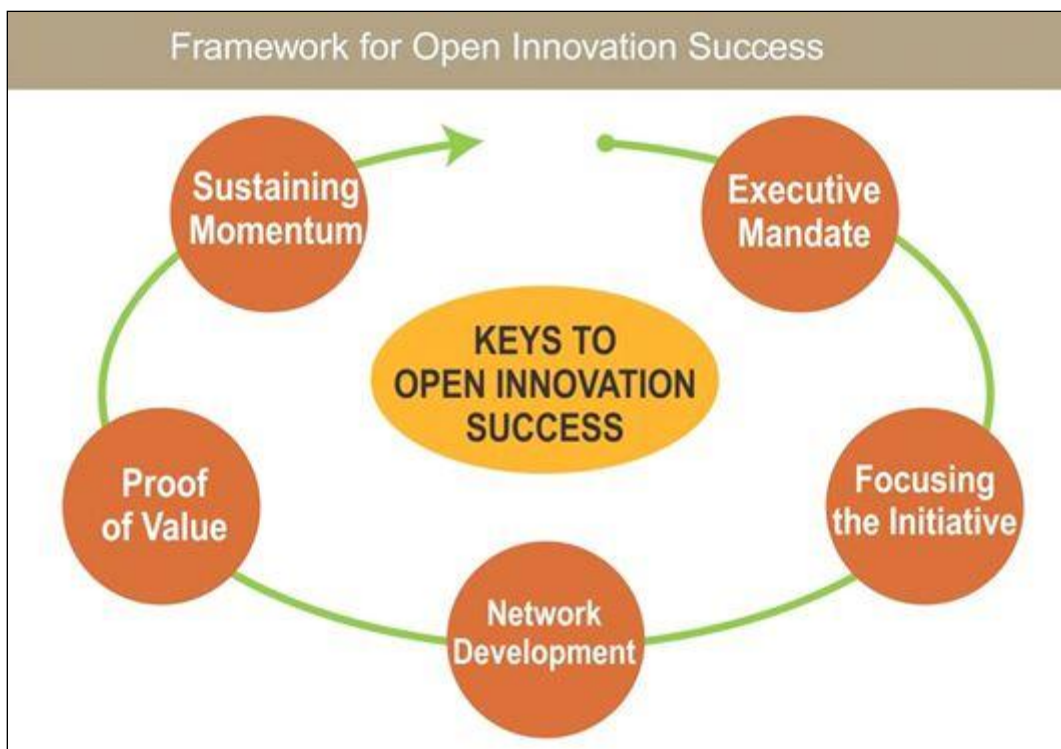 Framework for Open Innovation Success
Executive
Mandate
Focusing
the Initiative
Network
Development
Proof
of Value
Sustaining
Momentum
KEYS TO
OPEN INNOVATION
SUCCESS